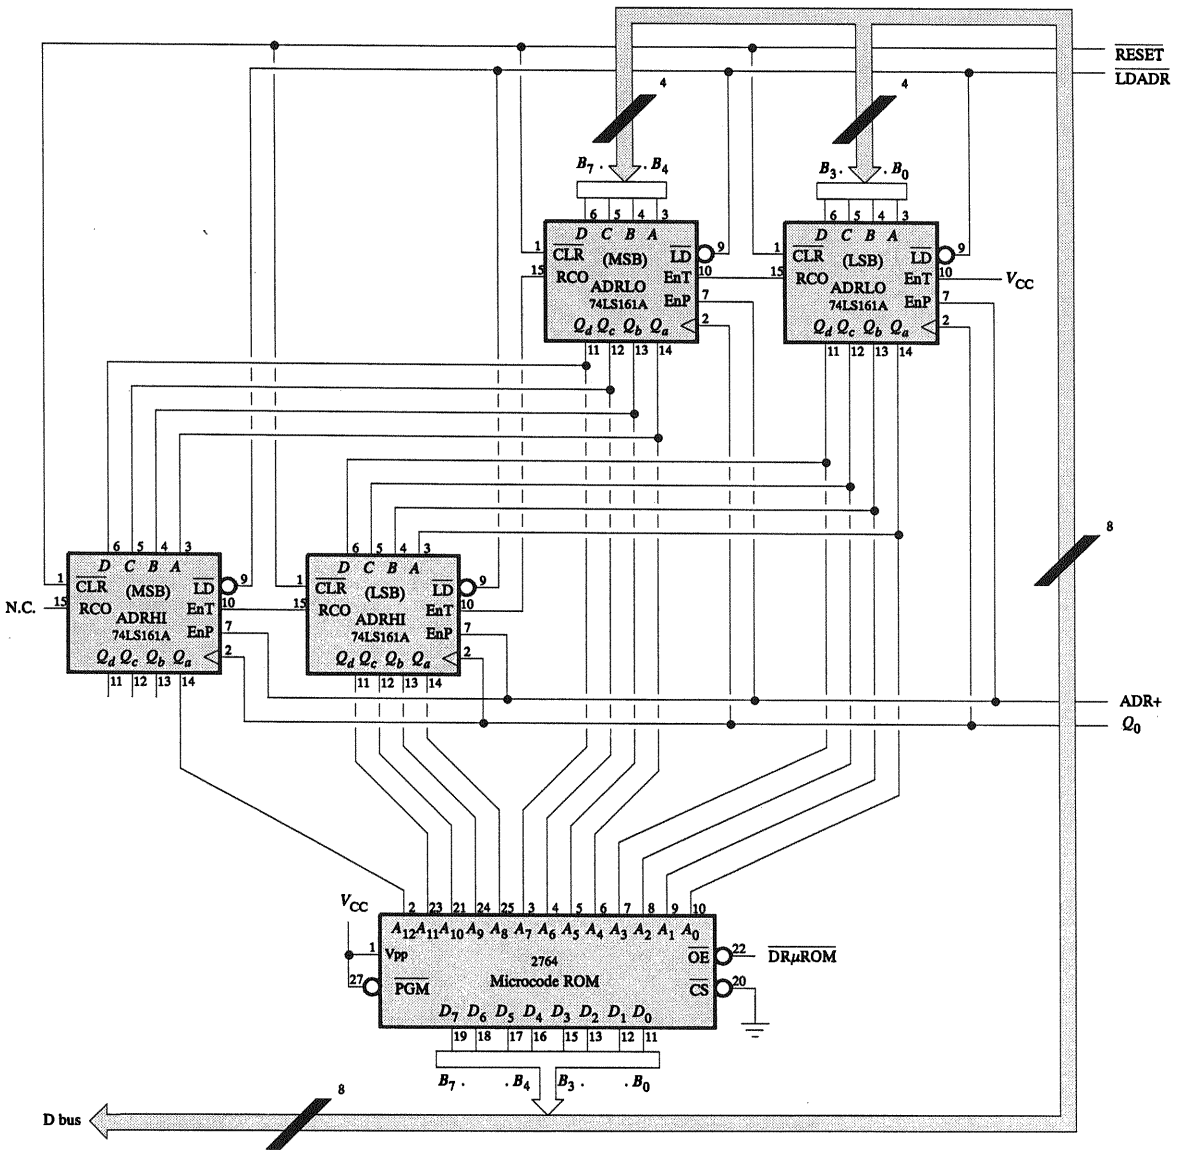 RESET
LDADR
4
4
B7 . . B4
B3 . . B0
6 5 4 3
6 5 4 3
D C B A
D C B A
1 CLR (MSB) LD 9
1 CLR (LSB) LD 9
15 RCO ADRLO EnT 10
15 RCO ADRLO EnT 10 VCC
74LS161A EnP 7
74LS161A EnP 7
Qd Qc Qb Qa 2
Qd Qc Qb Qa 2
11 12 13 14
11 12 13 14
8
6 5 4 3
6 5 4 3
D C B A
D C B A
1 CLR (MSB) LD 9
1 CLR (LSB) LD 9
N.C. 15 RCO ADRHI EnT 10
15 RCO ADRHI EnT 10
74LS161A EnP 7
74LS161A EnP 7
Qd Qc Qb Qa 2
Qd Qc Qb Qa 2
11 12 13 14
11 12 13 14
ADR+
Q0
VCC
2 23 21 24 25 3 4 5 6 7 8 9 10
A12 A11 A10 A9 A8 A7 A6 A5 A4 A3 A2 A1 A0
1 Vpp 2764 OE 22 DRμROM
27 PGM Microcode ROM CS 20
D7 D6 D5 D4 D3 D2 D1 D0
19 18 17 16 15 13 12 11
B7 . . B4 B3 . . B0
D bus 8